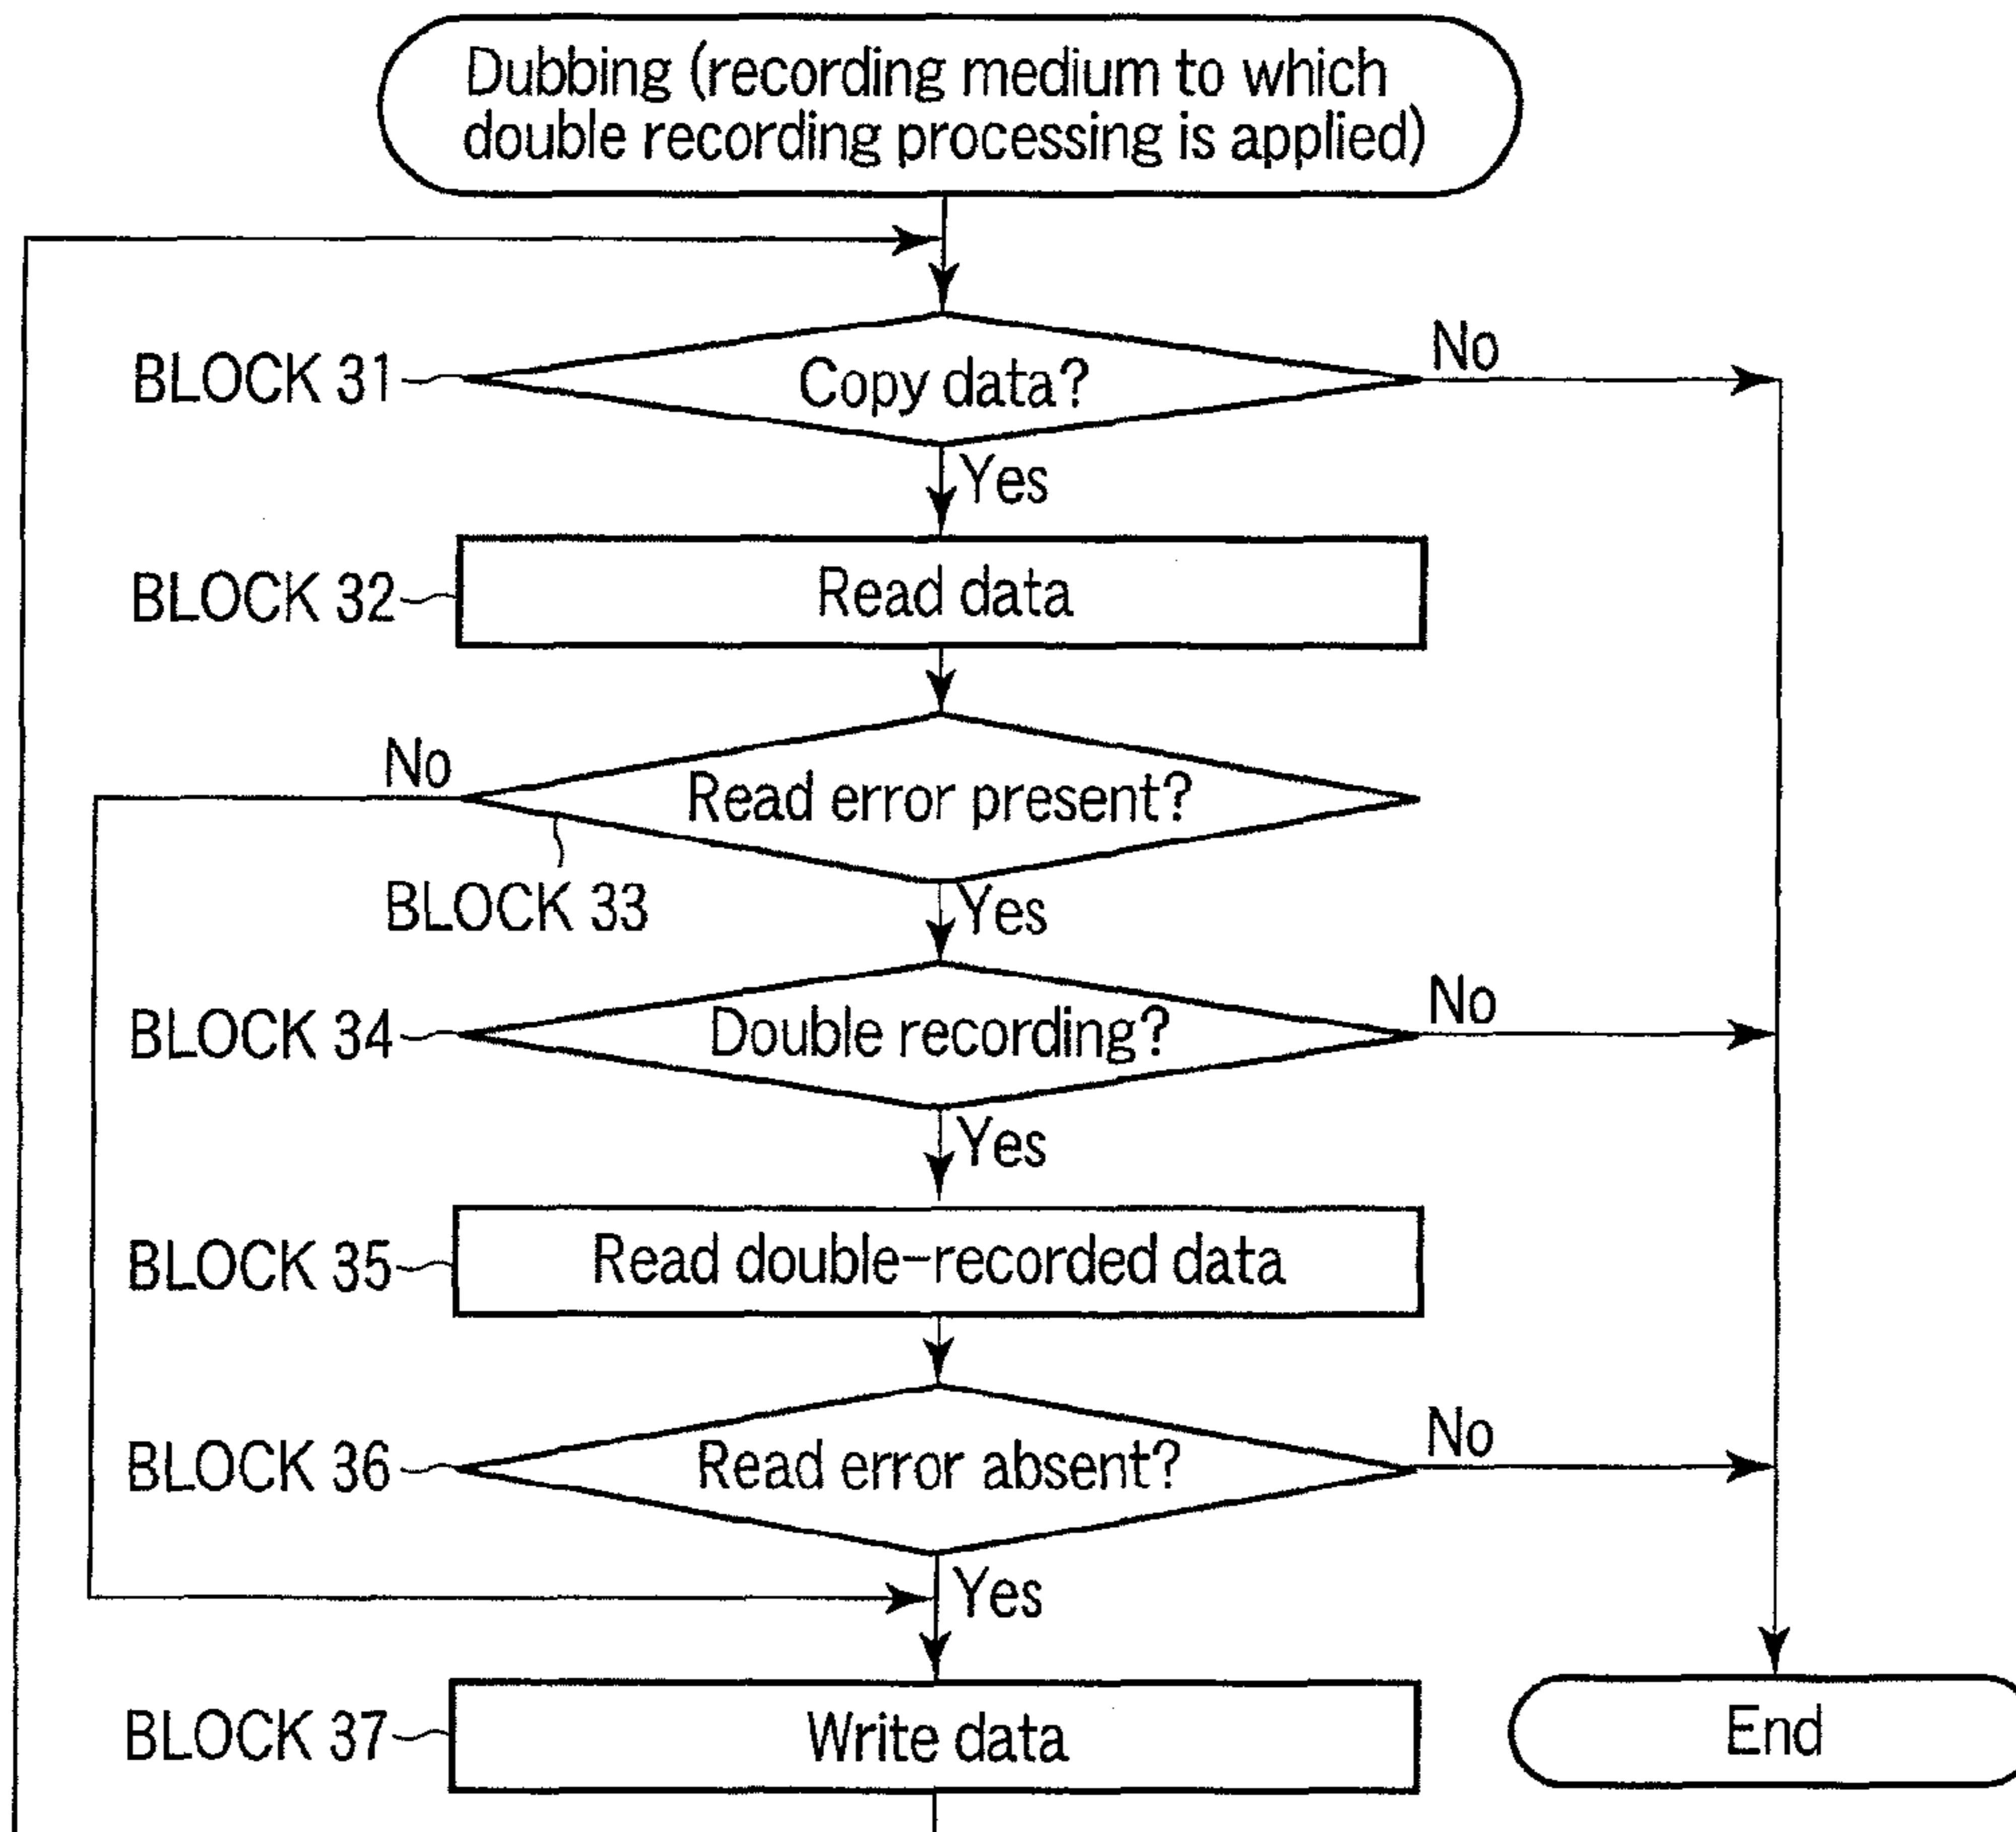 Dubbing (recording medium to which
double recording processing is applied)
BLOCK 31
Copy data?
No
Yes
BLOCK 32
Read data
No
Read error present?
BLOCK 33
Yes
BLOCK 34
Double recording?
No
Yes
BLOCK 35
Read double-recorded data
BLOCK 36
Read error absent?
No
Yes
BLOCK 37
Write data
End